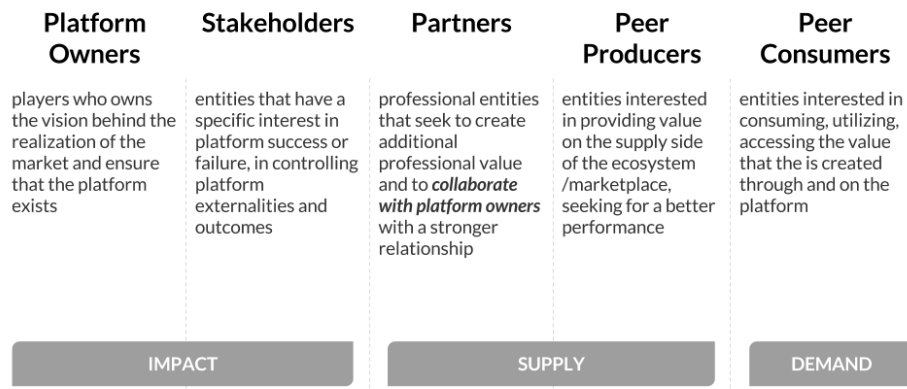 Platform
Owners
Stakeholders
Partners
Peer
Producers
Peer
Consumers
players who owns
the vision behind the
realization of the
market and ensure
that the platform
exists
entities that have a
specific interest in
platform success or
failure, in controlling
platform
externalities and
outcomes
professional entities
that seek to create
additional
professional value
and to collaborate
with platform owners
with a stronger
relationship
entities interested
in providing value
on the supply side
of the ecosystem
/marketplace,
seeking for a better
performance
entities interested in
consuming, utilizing,
accessing the value
that the is created
through and on the
platform
IMPACT
SUPPLY
DEMAND